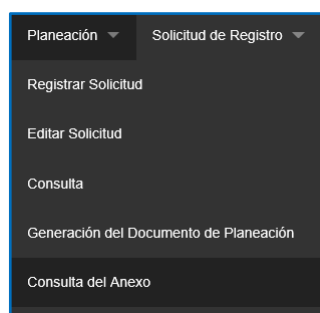 Planeación Solicitud de Registro
Registrar Solicitud
Editar Solicitud
Consulta
Generación del Documento de Planeación
Consulta del Anexo